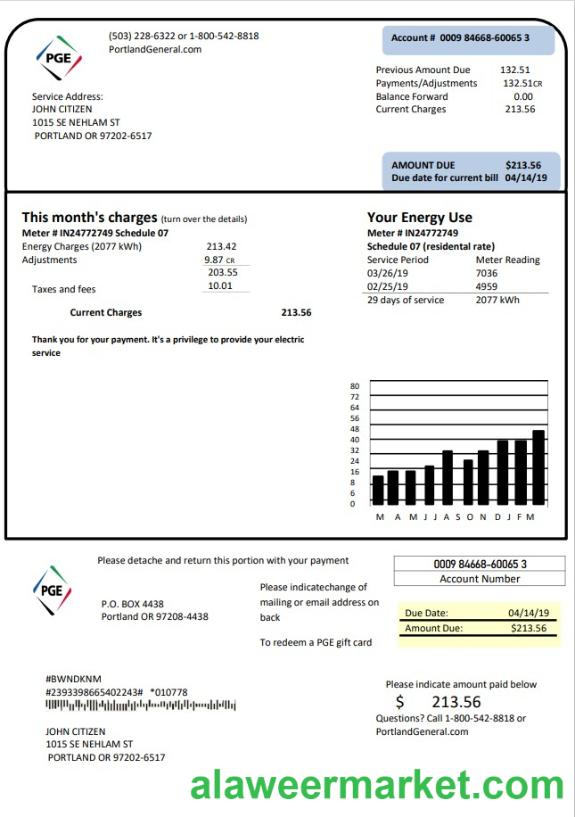 (503) 228-6322 or 1-800-542-8818
PortlandGeneral.com
PGE
Account # 0009 84668-60065 3
Previous Amount Due 132.51
Payments/Adjustments 132.51CR
Balance Forward 0.00
Current Charges 213.56
Service Address:
JOHN CITIZEN
1015 SE NEHLAM ST
PORTLAND OR 97202-6517
AMOUNT DUE $213.56
Due date for current bill 04/14/19
This month's charges (turn over the details)
Meter # IN24772749 Schedule 07
Energy Charges (2077 kWh) 213.42
Adjustments 9.87 CR
203.55
Taxes and fees 10.01
Current Charges 213.56
Thank you for your payment. It's a privilege to provide your electric
service
Your Energy Use
Meter # IN24772749
Schedule 07 (residental rate)
Service Period Meter Reading
03/26/19 7036
02/25/19 4959
29 days of service 2077 kWh
80
72
64
56
48
40
32
24
16
8
6
0
M A M J J A S O N D J F M
Please detache and return this portion with your payment
PGE
P.O. BOX 4438
Portland OR 97208-4438
Please indicatechange of
mailing or email address on
back
To redeem a PGE gift card
0009 84668-60065 3
Account Number
Due Date: 04/14/19
Amount Due: $213.56
#BWNDKNM
#2393398665402243# *010778
JOHN CITIZEN
1015 SE NEHLAM ST
PORTLAND OR 97202-6517
Please indicate amount paid below
$ 213.56
Questions? Call 1-800-542-8818 or
PortlandGeneral.com
alaweermarket.com